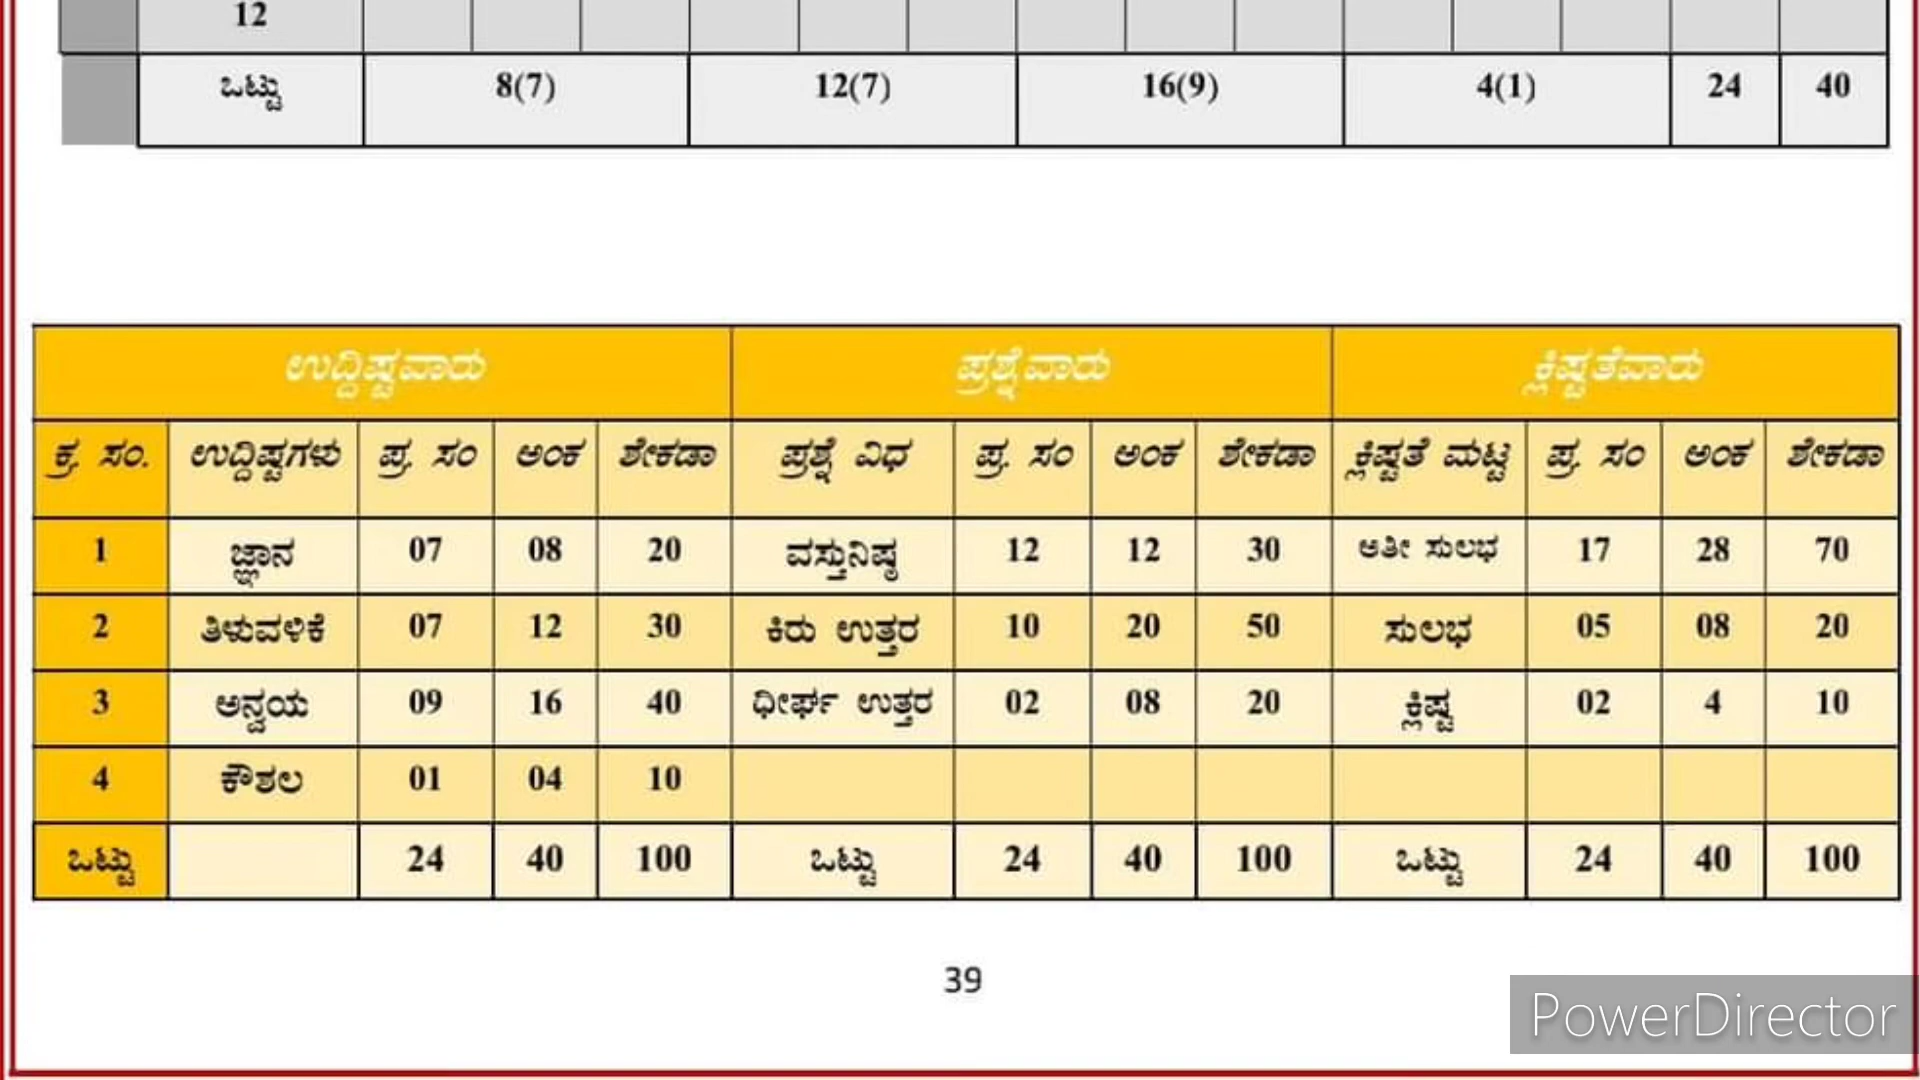 12
ಒಟ್ಟು 8(7) 12(7) 16(9) 4(1) 24 40
ಉದ್ದಿಷ್ಟವಾರು ಪ್ರಶ್ನೆವಾರು ಕ್ಲಿಷ್ಟತೆವಾರು
ಕ್ರ. ಸಂ. ಉದ್ದಿಷ್ಟಗಳು ಪ್ರ. ಸಂ ಅಂಕ ಶೇಕಡಾ ಪ್ರಶ್ನೆ ವಿಧ ಪ್ರ. ಸಂ ಅಂಕ ಶೇಕಡಾ ಕ್ಲಿಷ್ಟತೆ ಮಟ್ಟ ಪ್ರ. ಸಂ ಅಂಕ ಶೇಕಡಾ
1 ಜ್ಞಾನ 07 08 20 ವಸ್ತುನಿಷ್ಠ 12 12 30 ಅತೀ ಸುಲಭ 17 28 70
2 ತಿಳುವಳಿಕೆ 07 12 30 ಕಿರು ಉತ್ತರ 10 20 50 ಸುಲಭ 05 08 20
3 ಅನ್ವಯ 09 16 40 ಧೀರ್ಘ ಉತ್ತರ 02 08 20 ಕ್ಲಿಷ್ಟ 02 4 10
4 ಕೌಶಲ 01 04 10
ಒಟ್ಟು 24 40 100 ಒಟ್ಟು 24 40 100 ಒಟ್ಟು 24 40 100
39
PowerDirector